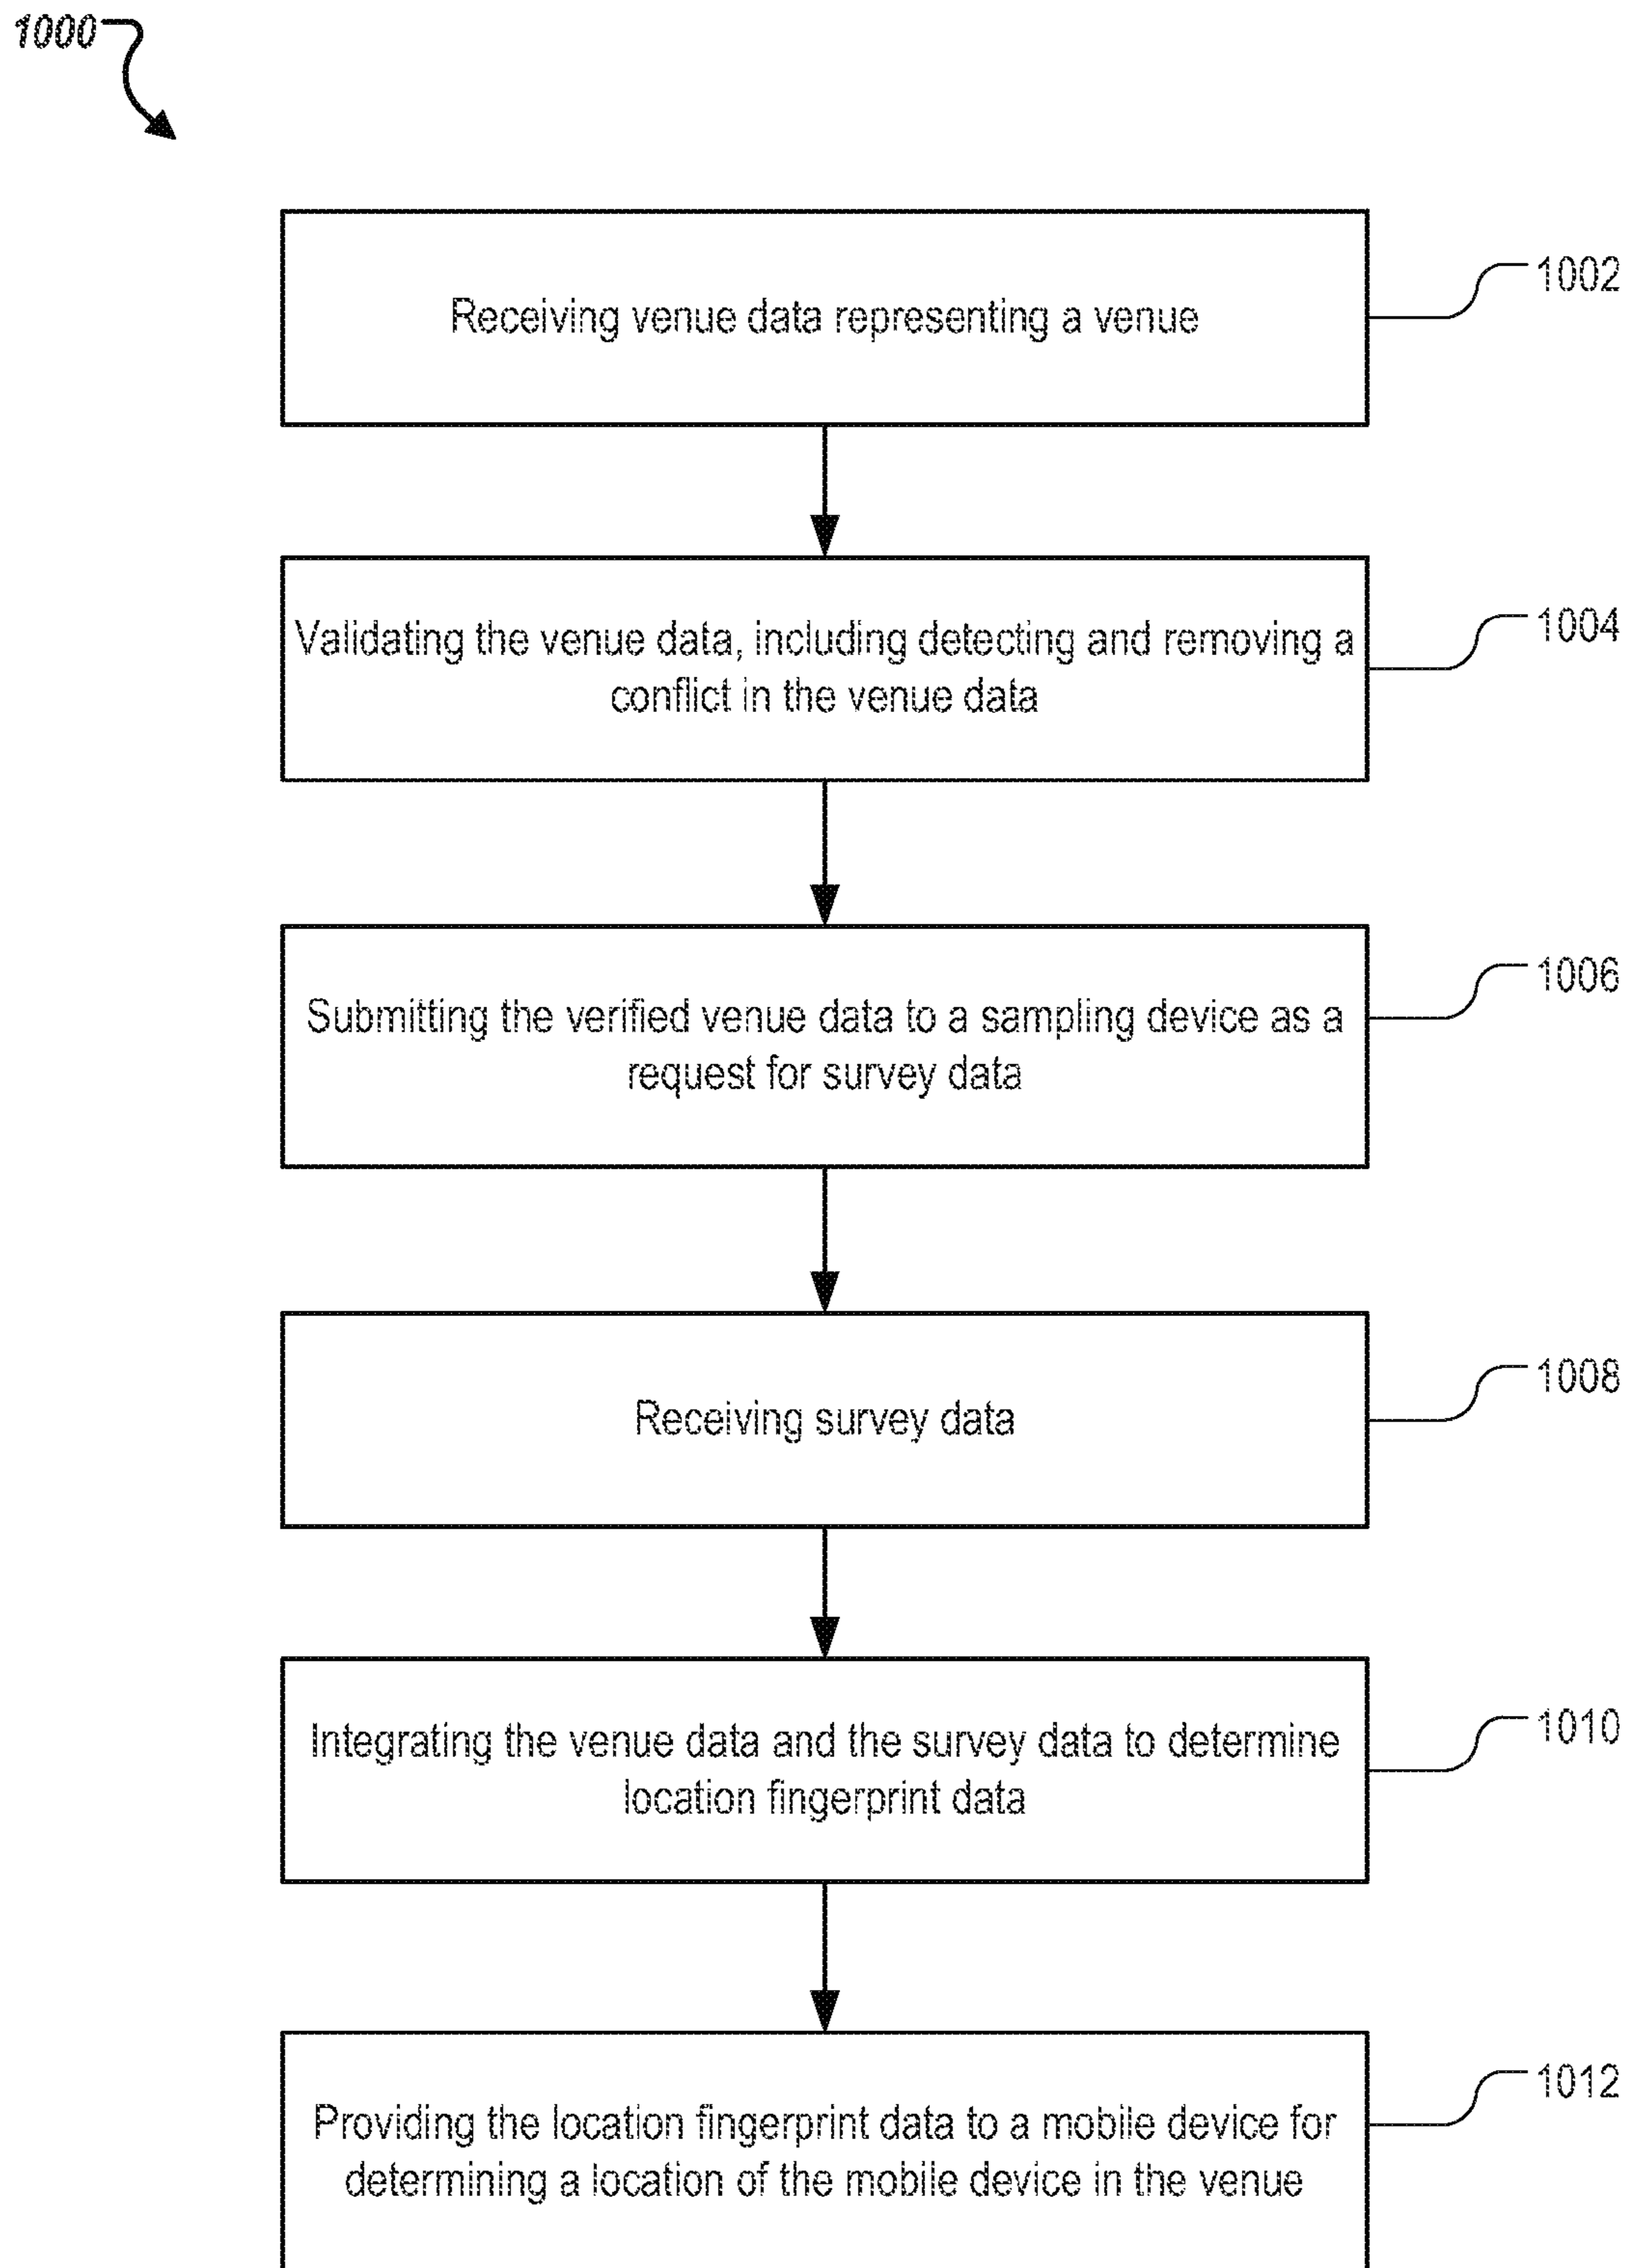 1000
Receiving venue data representing a venue
1002
Validating the venue data, including detecting and removing a
conflict in the venue data
1004
Submitting the verified venue data to a sampling device as a
request for survey data
1006
Receiving survey data
1008
Integrating the venue data and the survey data to determine
location fingerprint data
1010
Providing the location fingerprint data to a mobile device for
determining a location of the mobile device in the venue
1012